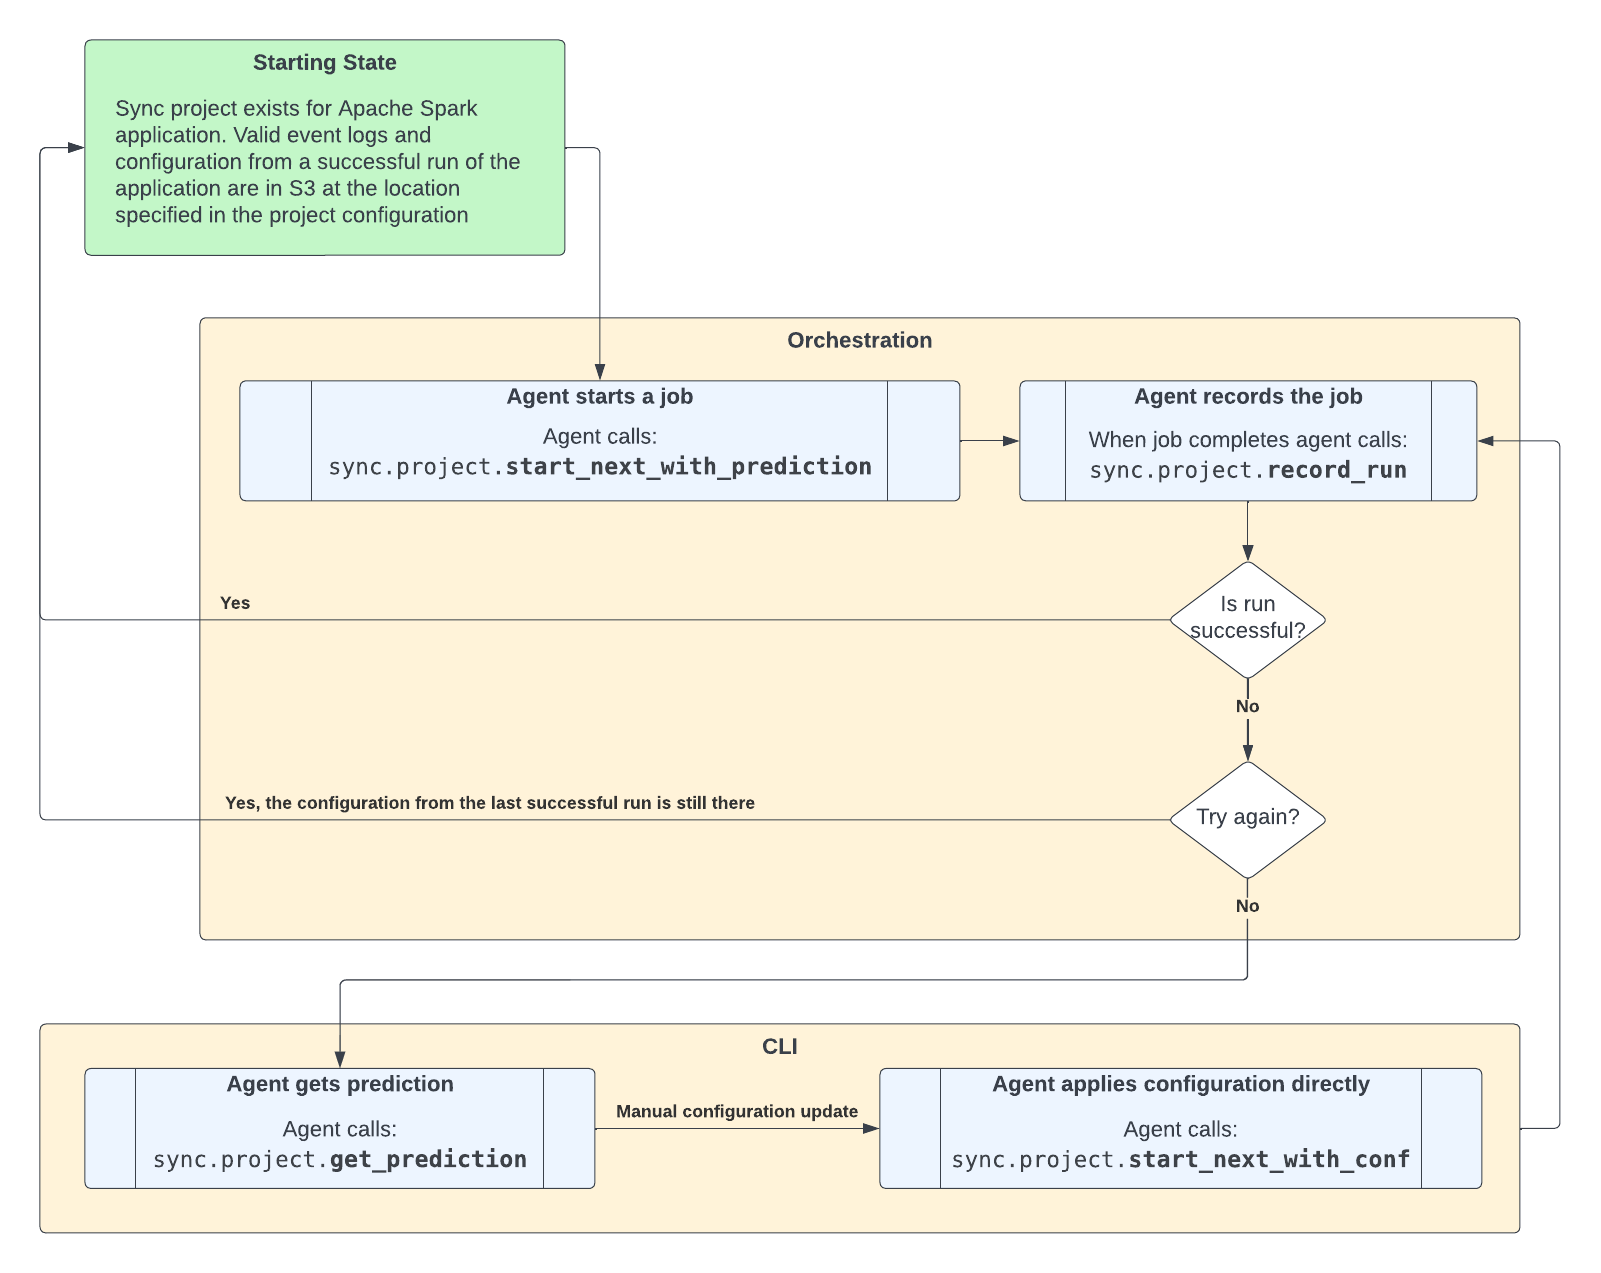 Starting State
Sync project exists for Apache Spark
application. Valid event logs and
configuration from a successful run of the
application are in S3 at the location
specified in the project configuration
Orchestration
Agent starts a job
Agent calls:
sync.project.start_next_with_prediction
Agent records the job
When job completes agent calls:
sync.project.record_run
Is run
successful?
Yes
No
Try again?
Yes, the configuration from the last successful run is still there
No
CLI
Agent gets prediction
Agent calls:
sync.project.get_prediction
Manual configuration update
Agent applies configuration directly
Agent calls:
sync.project.start_next_with_conf